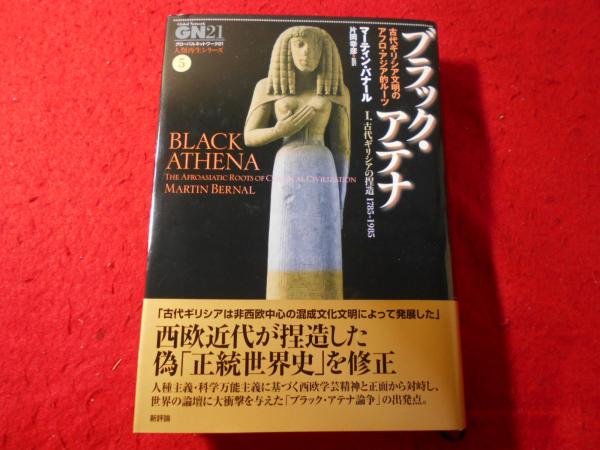 Global Network
GN21
グローバルネットワーク21
人類再生シリーズ
5
ブラック・アテナ
古代ギリシア文明の
アフロ・アジア的ルーツ
マーティン・バナール
片岡幸彦・監訳
I. 古代ギリシアの捏造 1785-1985
BLACK
ATHENA
THE AFROASIATIC ROOTS OF CLASSICAL CIVILIZATION
MARTIN BERNAL
「古代ギリシアは非西欧中心の混成文化文明によって発展した」
西欧近代が捏造した
偽「正統世界史」を修正
人種主義・科学万能主義に基づく西欧学芸精神と正面から対峙し、
世界の論壇に大衝撃を与えた「ブラック・アテナ論争」の出発点。
新評論